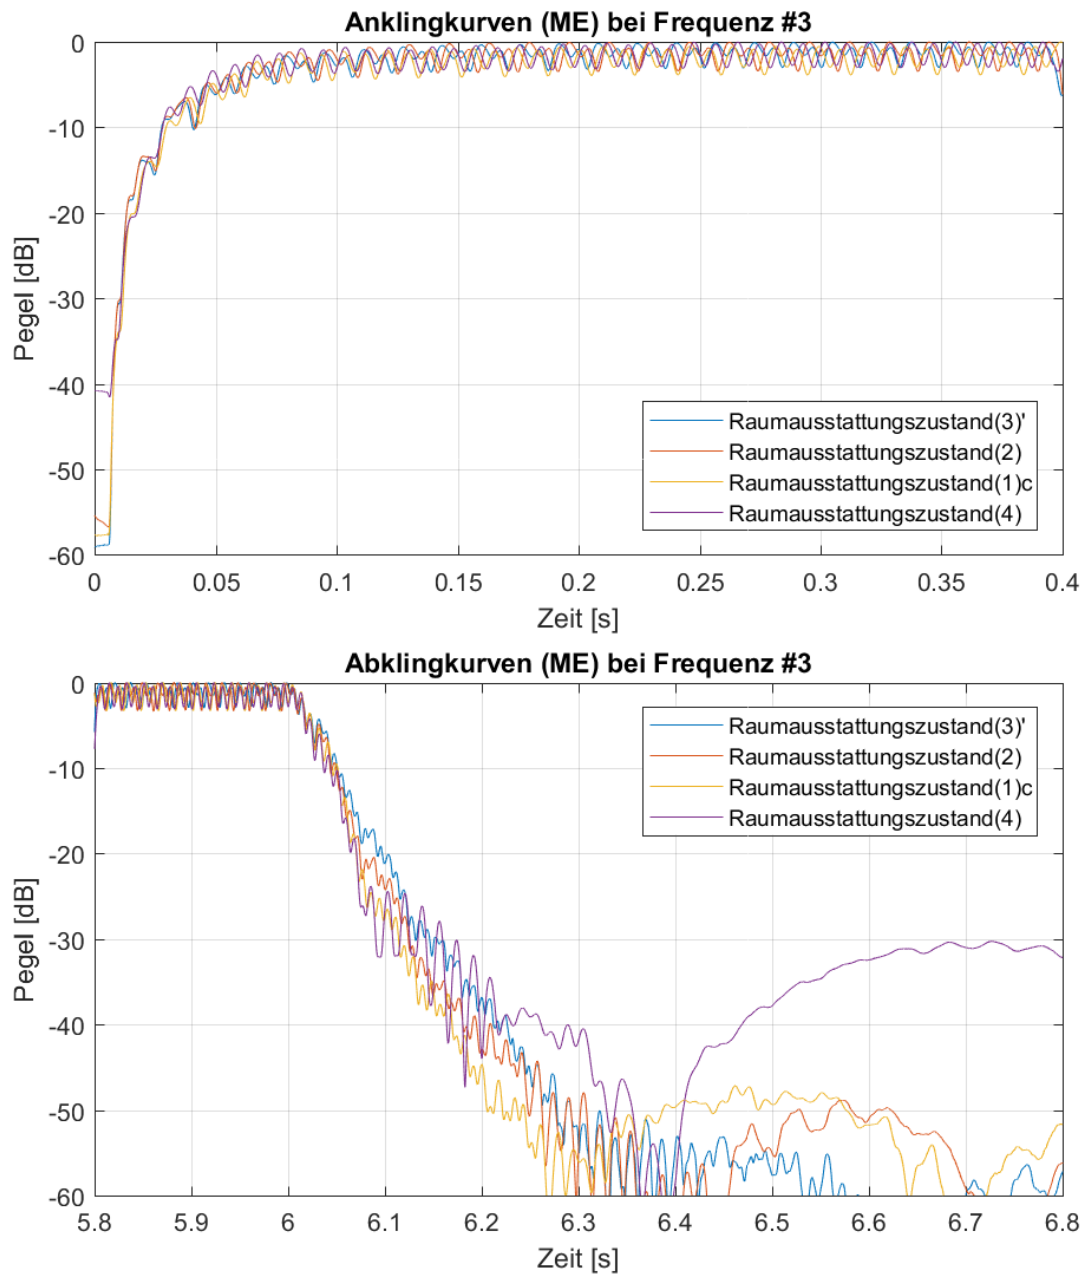 Anklingkurven (ME) bei Frequenz #3
0
-10
-20
-30
-40
-50
-60
Pegel [dB]
Raumausstattungszustand(3)'
Raumausstattungszustand(2)
Raumausstattungszustand(1)c
Raumausstattungszustand(4)
0 0.05 0.1 0.15 0.2 0.25 0.3 0.35 0.4
Zeit [s]
Abklingkurven (ME) bei Frequenz #3
0
-10
-20
-30
-40
-50
-60
Pegel [dB]
Raumausstattungszustand(3)'
Raumausstattungszustand(2)
Raumausstattungszustand(1)c
Raumausstattungszustand(4)
5.8 5.9 6 6.1 6.2 6.3 6.4 6.5 6.6 6.7 6.8
Zeit [s]